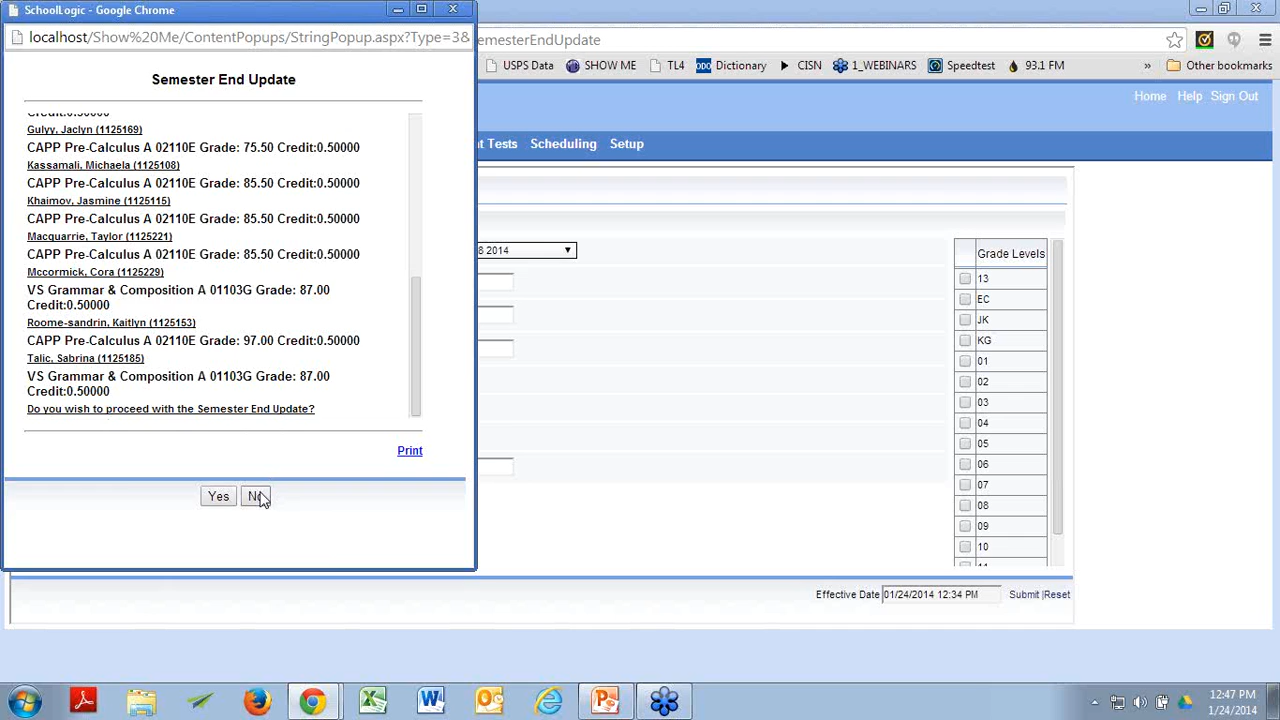 SchoolLogic - Google Chrome
localhost/Show%20Me/ContentPopups/StringPopup.aspx?Type=3&
emesterEndUpdate
USPS Data
SHOW ME
TL4
ODO Dictionary
CISN
1_WEBINARS
Speedtest
93.1 FM
»
Other bookmarks
Home Help Sign Out
t Tests Scheduling Setup
Semester End Update
Credit:0.50000
Gulyy, Jaclyn (1125169)
CAPP Pre-Calculus A 02110E Grade: 75.50 Credit:0.50000
Kassamali, Michaela (1125108)
CAPP Pre-Calculus A 02110E Grade: 85.50 Credit:0.50000
Khaimov, Jasmine (1125115)
CAPP Pre-Calculus A 02110E Grade: 85.50 Credit:0.50000
Macquarrie, Taylor (1125221)
CAPP Pre-Calculus A 02110E Grade: 85.50 Credit:0.50000
Mccormick, Cora (1125229)
VS Grammar & Composition A 01103G Grade: 87.00
Credit:0.50000
Roome-sandrin, Kaitlyn (1125153)
CAPP Pre-Calculus A 02110E Grade: 97.00 Credit:0.50000
Talic, Sabrina (1125185)
VS Grammar & Composition A 01103G Grade: 87.00
Credit:0.50000
Do you wish to proceed with the Semester End Update?
Print
Yes No
8 2014
Grade Levels
13
EC
JK
KG
01
02
03
04
05
06
07
08
09
10
Effective Date 01/24/2014 12:34 PM Submit |Reset
12:47 PM
1/24/2014